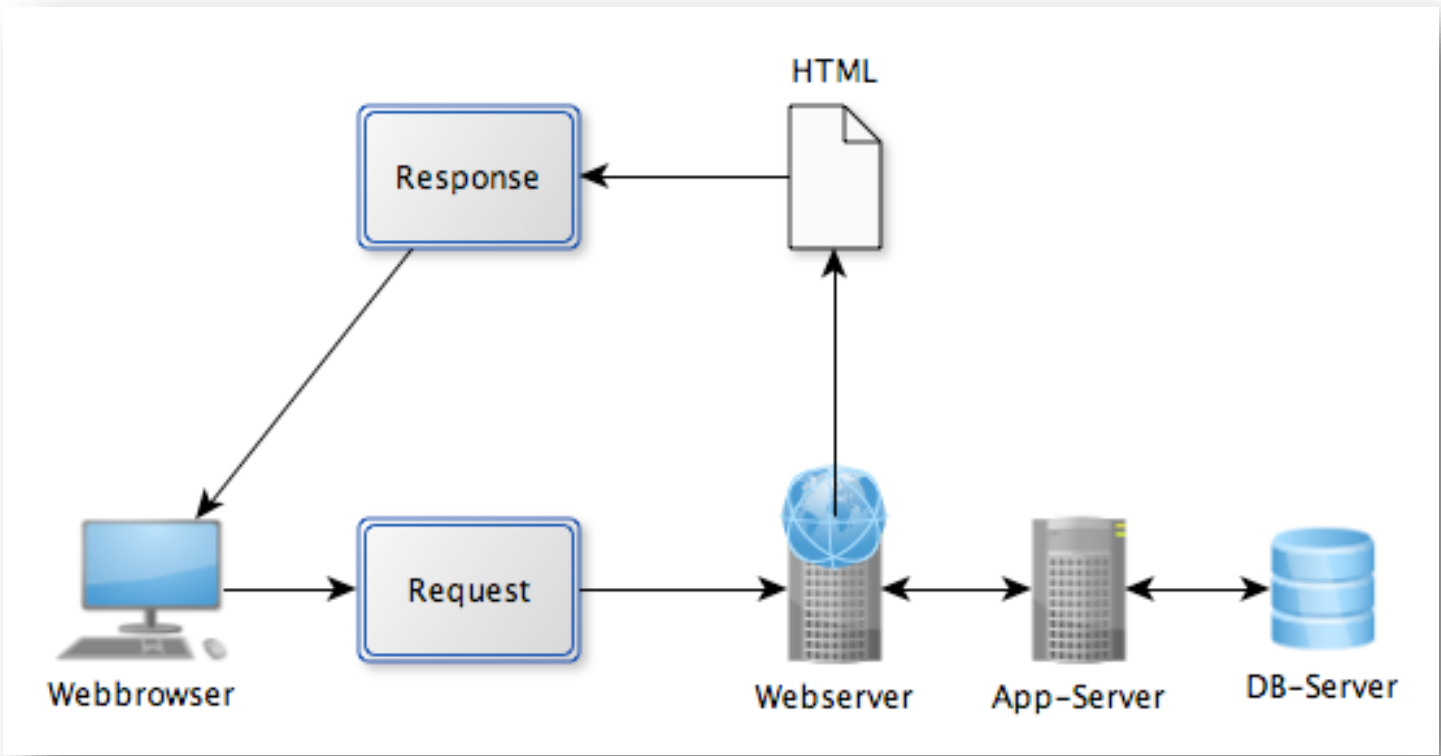 HTML
Response
Request
Webbrowser
Webserver
App-Server
DB-Server